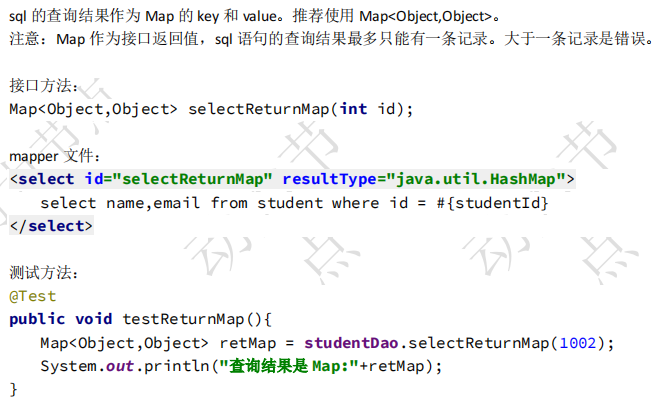 sql 的查询结果作为 Map 的 key 和 value。推荐使用 Map<Object,Object>。
注意：Map 作为接口返回值，sql 语句的查询结果最多只能有一条记录。大于一条记录是错误。
接口方法：
Map<Object,Object> selectReturnMap(int id);
mapper 文件：
<select id="selectReturnMap" resultType="java.util.HashMap">
select name,email from student where id = #{studentId}
</select>
测试方法：
@Test
public void testReturnMap(){
Map<Object,Object> retMap = studentDao.selectReturnMap(1002);
System.out.println("查询结果是 Map:"+retMap);
}
动
力
节
点